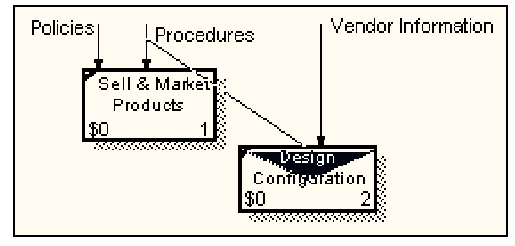 Policies
Procedures
Vendor Information
Sell & Market
Products
$0 1
Design
Configuration
$0 2